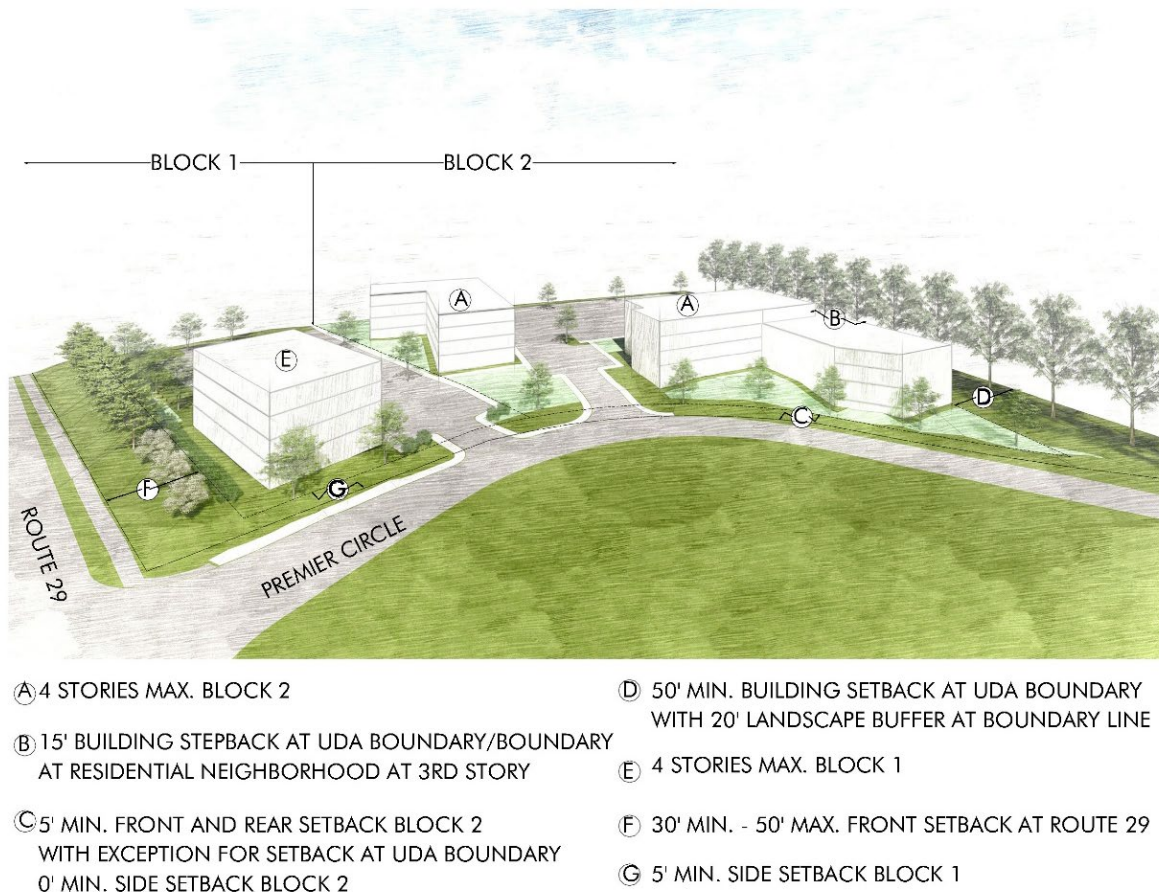 BLOCK 1
BLOCK 2
A
A
B
E
D
C
F
G
ROUTE 29
PREMIER CIRCLE
A 4 STORIES MAX. BLOCK 2
B 15' BUILDING STEPBACK AT UDA BOUNDARY/BOUNDARY
AT RESIDENTIAL NEIGHBORHOOD AT 3RD STORY
C 5' MIN. FRONT AND REAR SETBACK BLOCK 2
WITH EXCEPTION FOR SETBACK AT UDA BOUNDARY
0' MIN. SIDE SETBACK BLOCK 2
D 50' MIN. BUILDING SETBACK AT UDA BOUNDARY
WITH 20' LANDSCAPE BUFFER AT BOUNDARY LINE
E 4 STORIES MAX. BLOCK 1
F 30' MIN. - 50' MAX. FRONT SETBACK AT ROUTE 29
G 5' MIN. SIDE SETBACK BLOCK 1